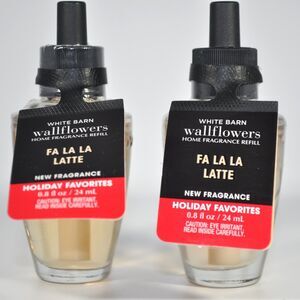 WHITE BARN
wallflowers
HOME FRAGRANCE REFILL
FA LA LA
LATTE
NEW FRAGRANCE
HOLIDAY FAVORITES
0.8 fl oz / 24 mL
CAUTION: EYE IRRITANT.
READ INSIDE CAREFULLY.
WHITE BARN
wallflowers
HOME FRAGRANCE REFILL
FA LA LA
LATTE
NEW FRAGRANCE
HOLIDAY FAVORITES
0.8 fl oz / 24 mL
CAUTION: EYE IRRITANT.
READ INSIDE CAREFULLY.